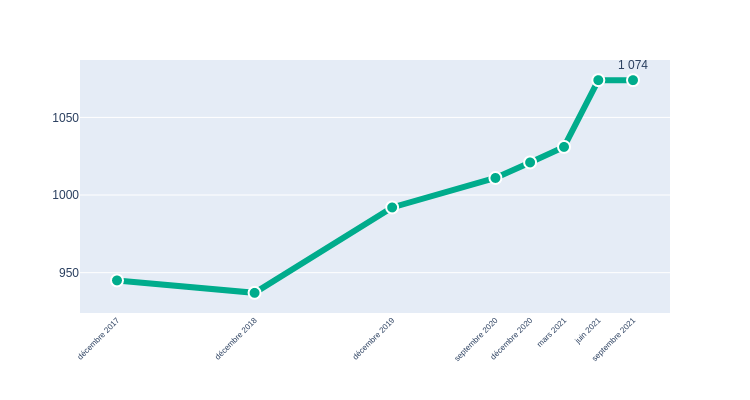 1 074
1050
1000
950
décembre 2017
décembre 2018
décembre 2019
septembre 2020
décembre 2020
mars 2021
juin 2021
septembre 2021